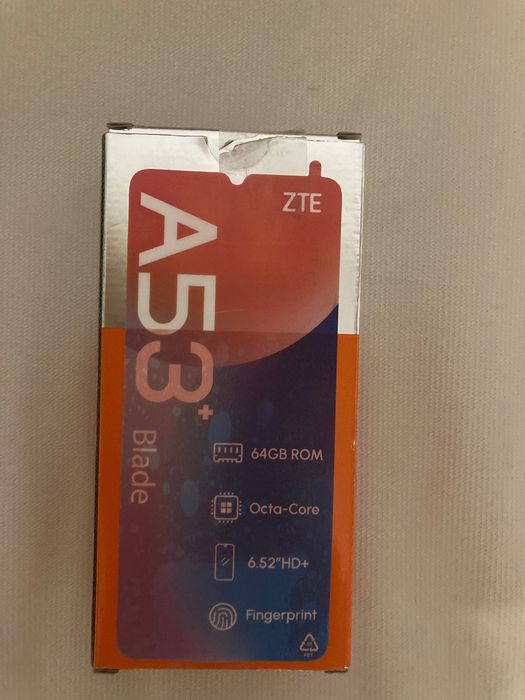 ZTE
A53+
Blade
64GB ROM
Octa-Core
6.52"HD+
Fingerprint